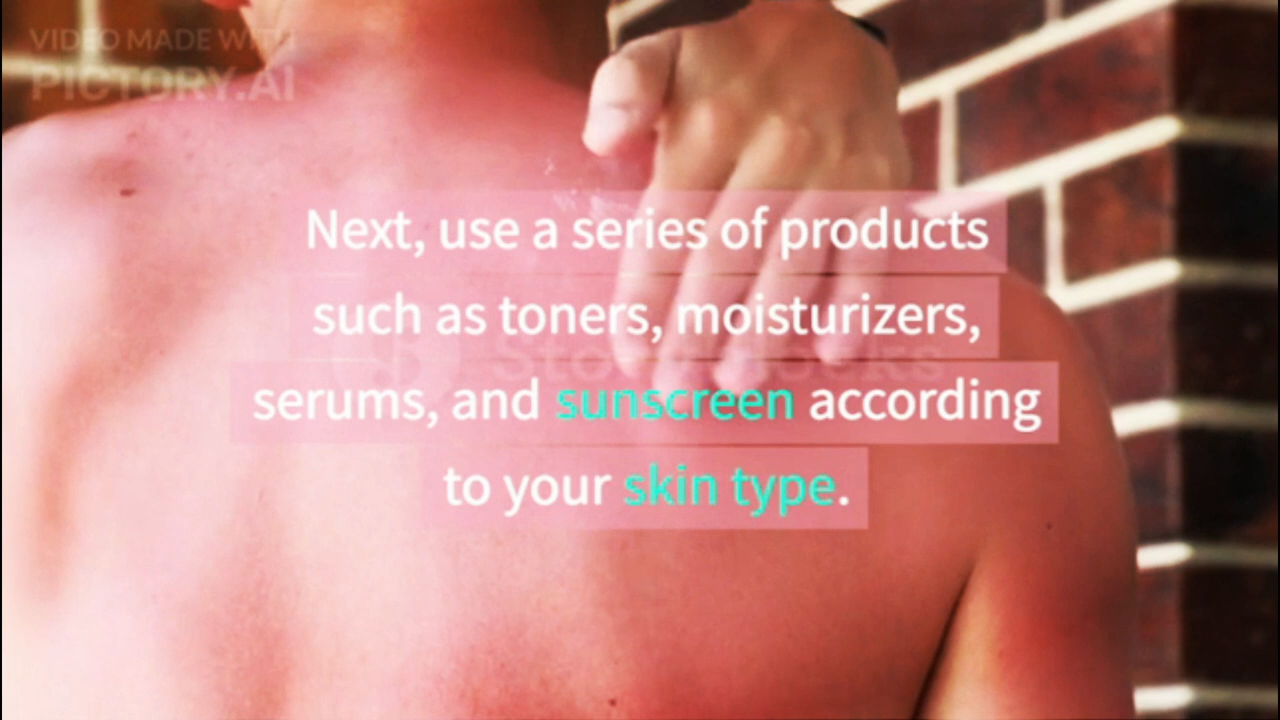 VIDEO MADE WITH
PICTORY.AI
Next, use a series of products
such as toners, moisturizers,
serums, and sunscreen according
to your skin type.